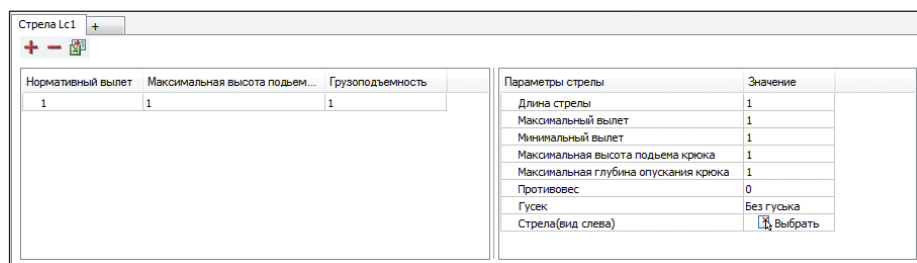 Стрела Lc1 +
Нормативный вылет Максимальная высота подъем... Грузоподъемность
1 1 1
Параметры стрелы Значение
Длина стрелы 1
Максимальный вылет 1
Минимальный вылет 1
Максимальная высота подъема крюка 1
Максимальная глубина опускания крюка 1
Противовес 0
Гусек Без гуська
Стрела(вид слева) Выбрать